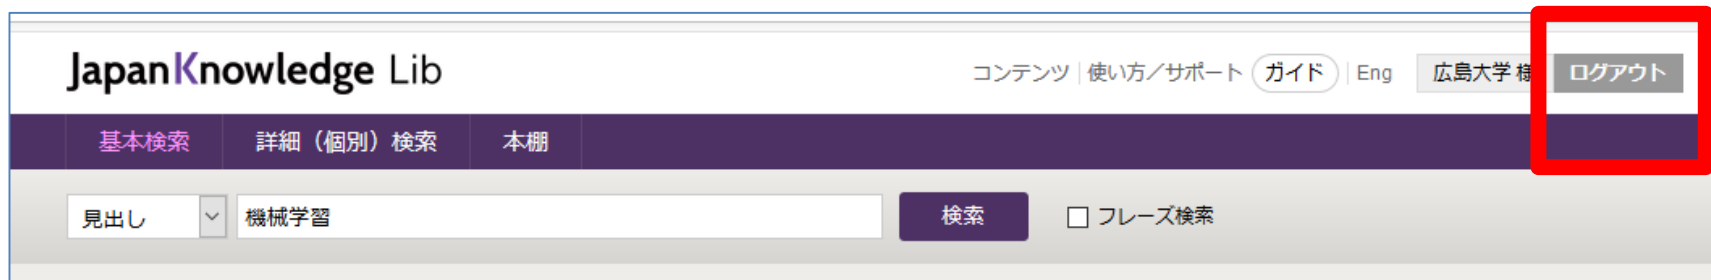 JapanKnowledge Lib
コンテンツ 使い方／サポート ガイド Eng 広島大学 様 ログアウト
基本検索 詳細（個別）検索 本棚
見出し 機械学習 検索 フレーズ検索